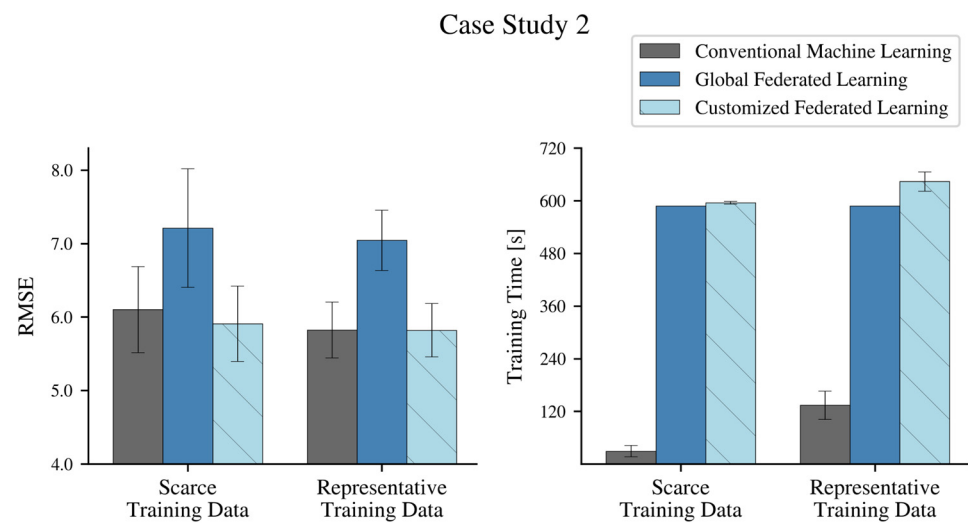 Case Study 2
Conventional Machine Learning
Global Federated Learning
Customized Federated Learning
RMSE
8.0
7.0
6.0
5.0
4.0
Scarce
Training Data
Representative
Training Data
Training Time [s]
720
600
480
360
240
120
Scarce
Training Data
Representative
Training Data